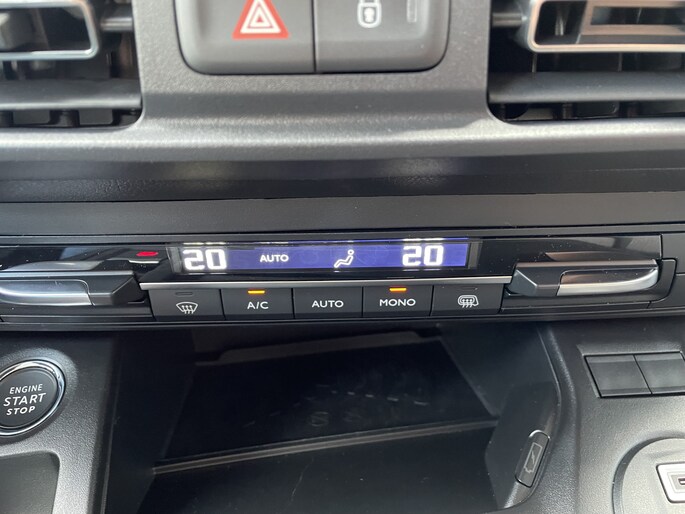 20 AUTO 20
A/C AUTO MONO
ENGINE
START
STOP